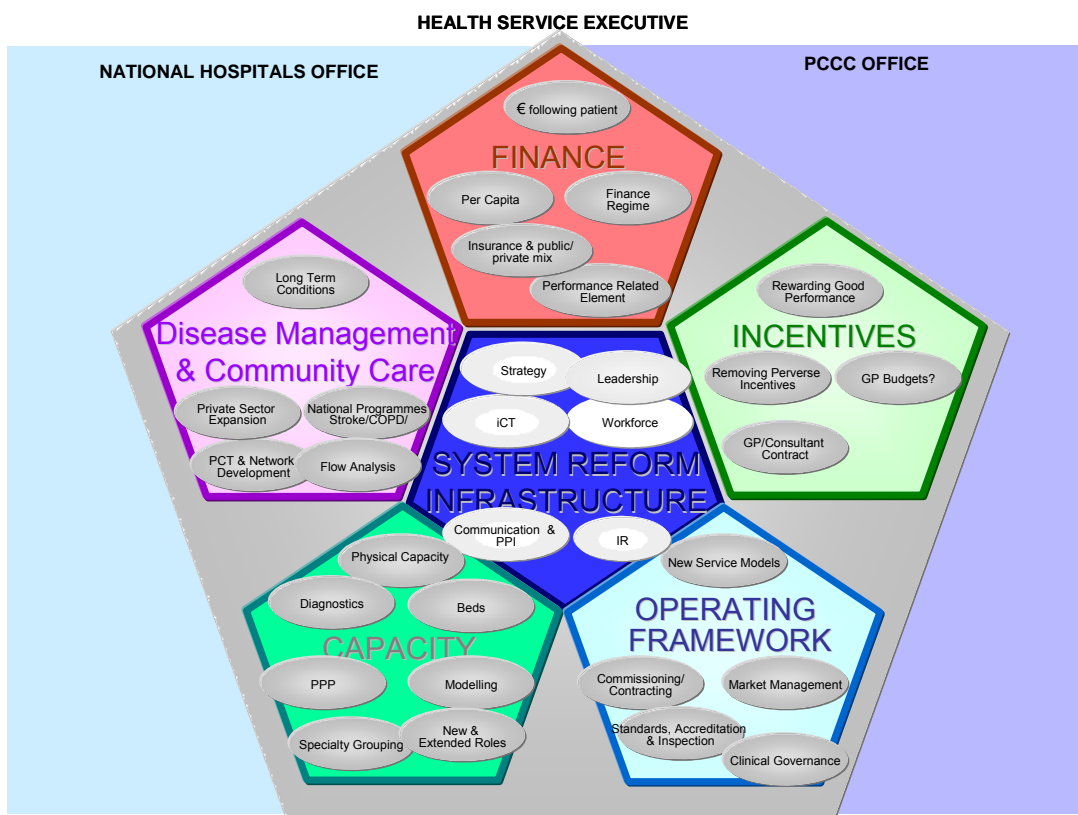 HEALTH SERVICE EXECUTIVE
NATIONAL HOSPITALS OFFICE
PCCC OFFICE
€ following patient
FINANCE
Per Capita
Finance
Regime
Insurance & public/
private mix
Performance Related
Element
Long Term
Conditions
Disease Management
& Community Care
Private Sector
Expansion
National Programmes
Stroke/COPD/
PCT & Network
Development
Flow Analysis
Rewarding Good
Performance
INCENTIVES
Removing Perverse
Incentives
GP Budgets?
GP/Consultant
Contract
Strategy
Leadership
iCT
Workforce
SYSTEM REFORM
INFRASTRUCTURE
Communication &
PPI
IR
Physical Capacity
Diagnostics
Beds
CAPACITY
PPP
Modelling
Specialty Grouping
New &
Extended Roles
New Service Models
OPERATING
FRAMEWORK
Commissioning/
Contracting
Market Management
Standards, Accreditation
& Inspection
Clinical Governance